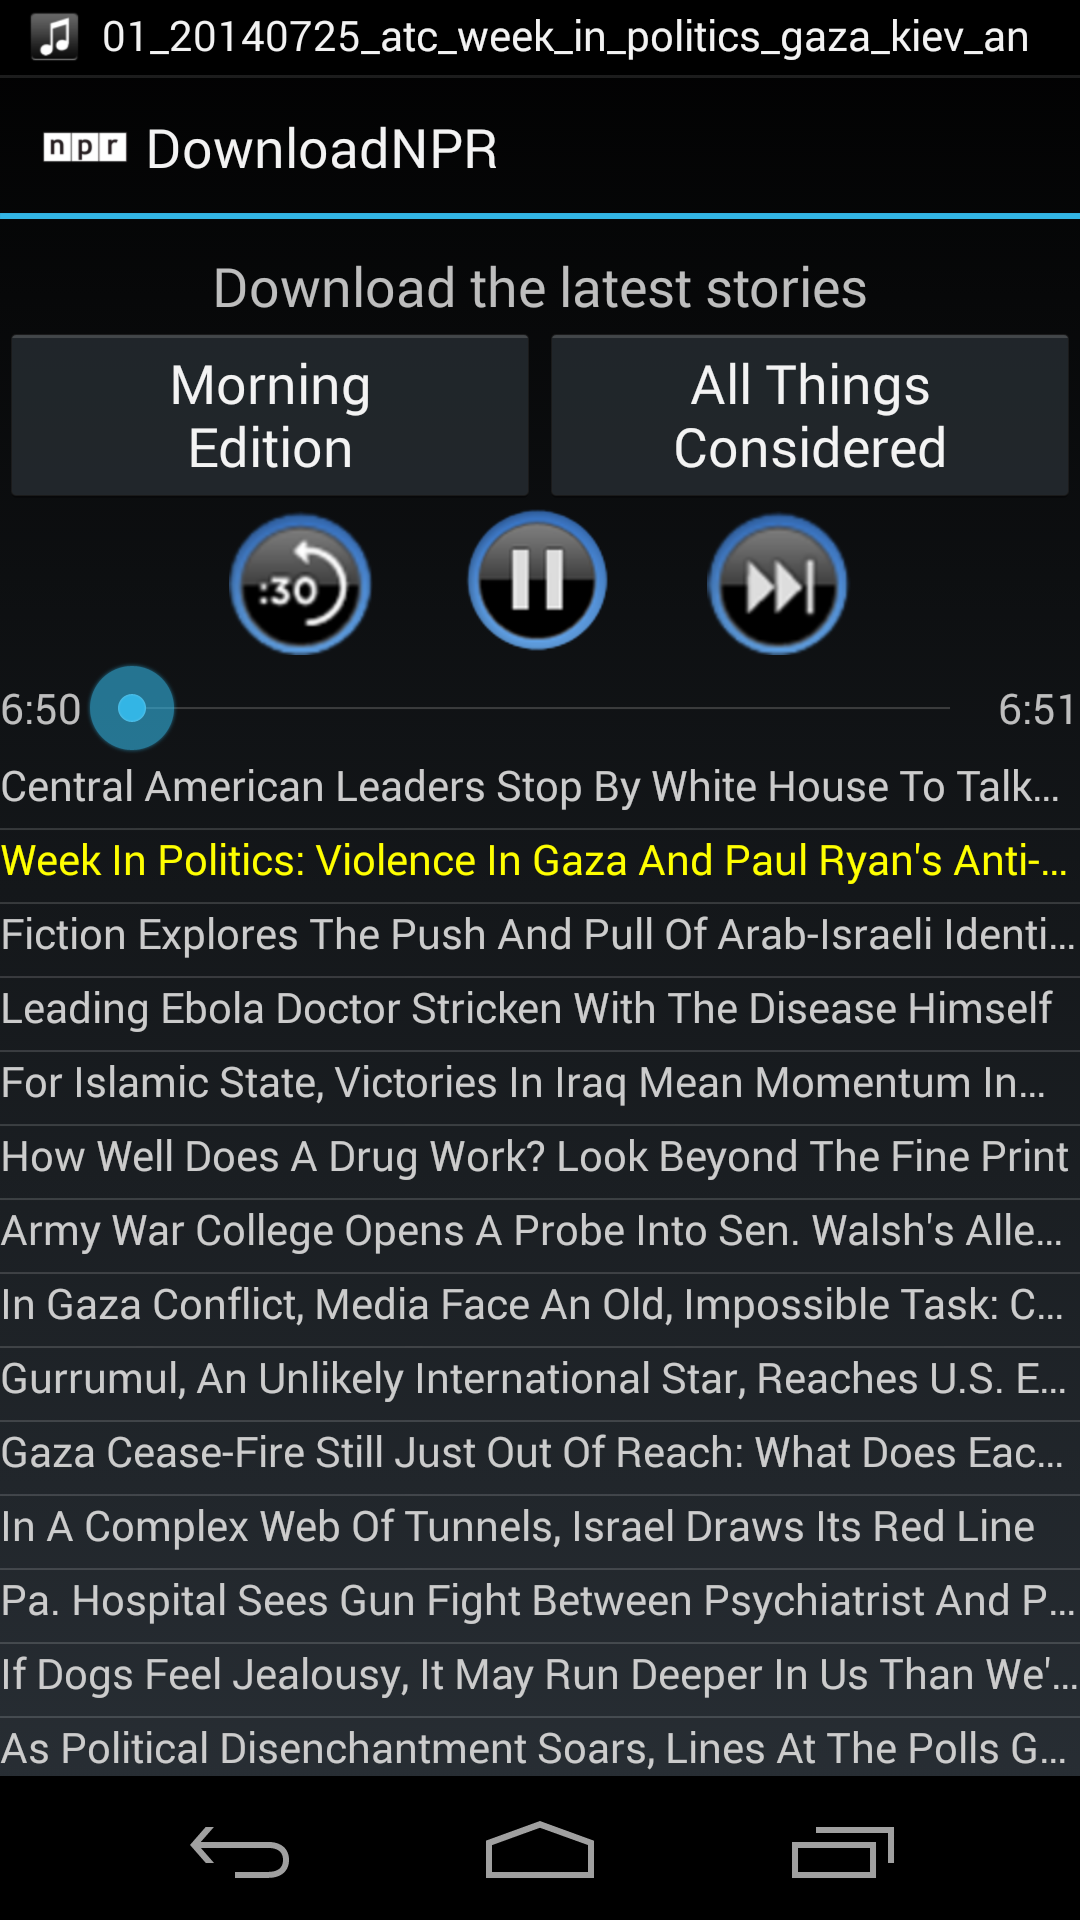 01_20140725_atc_week_in_politics_gaza_kiev_an
npr DownloadNPR
Download the latest stories
Morning
Edition
All Things
Considered
:30
6:50
6:51
Central American Leaders Stop By White House To Talk...
Week In Politics: Violence In Gaza And Paul Ryan's Anti-...
Fiction Explores The Push And Pull Of Arab-Israeli Identi...
Leading Ebola Doctor Stricken With The Disease Himself
For Islamic State, Victories In Iraq Mean Momentum In...
How Well Does A Drug Work? Look Beyond The Fine Print
Army War College Opens A Probe Into Sen. Walsh's Alle...
In Gaza Conflict, Media Face An Old, Impossible Task: C...
Gurrumul, An Unlikely International Star, Reaches U.S. E...
Gaza Cease-Fire Still Just Out Of Reach: What Does Eac...
In A Complex Web Of Tunnels, Israel Draws Its Red Line
Pa. Hospital Sees Gun Fight Between Psychiatrist And P...
If Dogs Feel Jealousy, It May Run Deeper In Us Than We'...
As Political Disenchantment Soars, Lines At The Polls G...